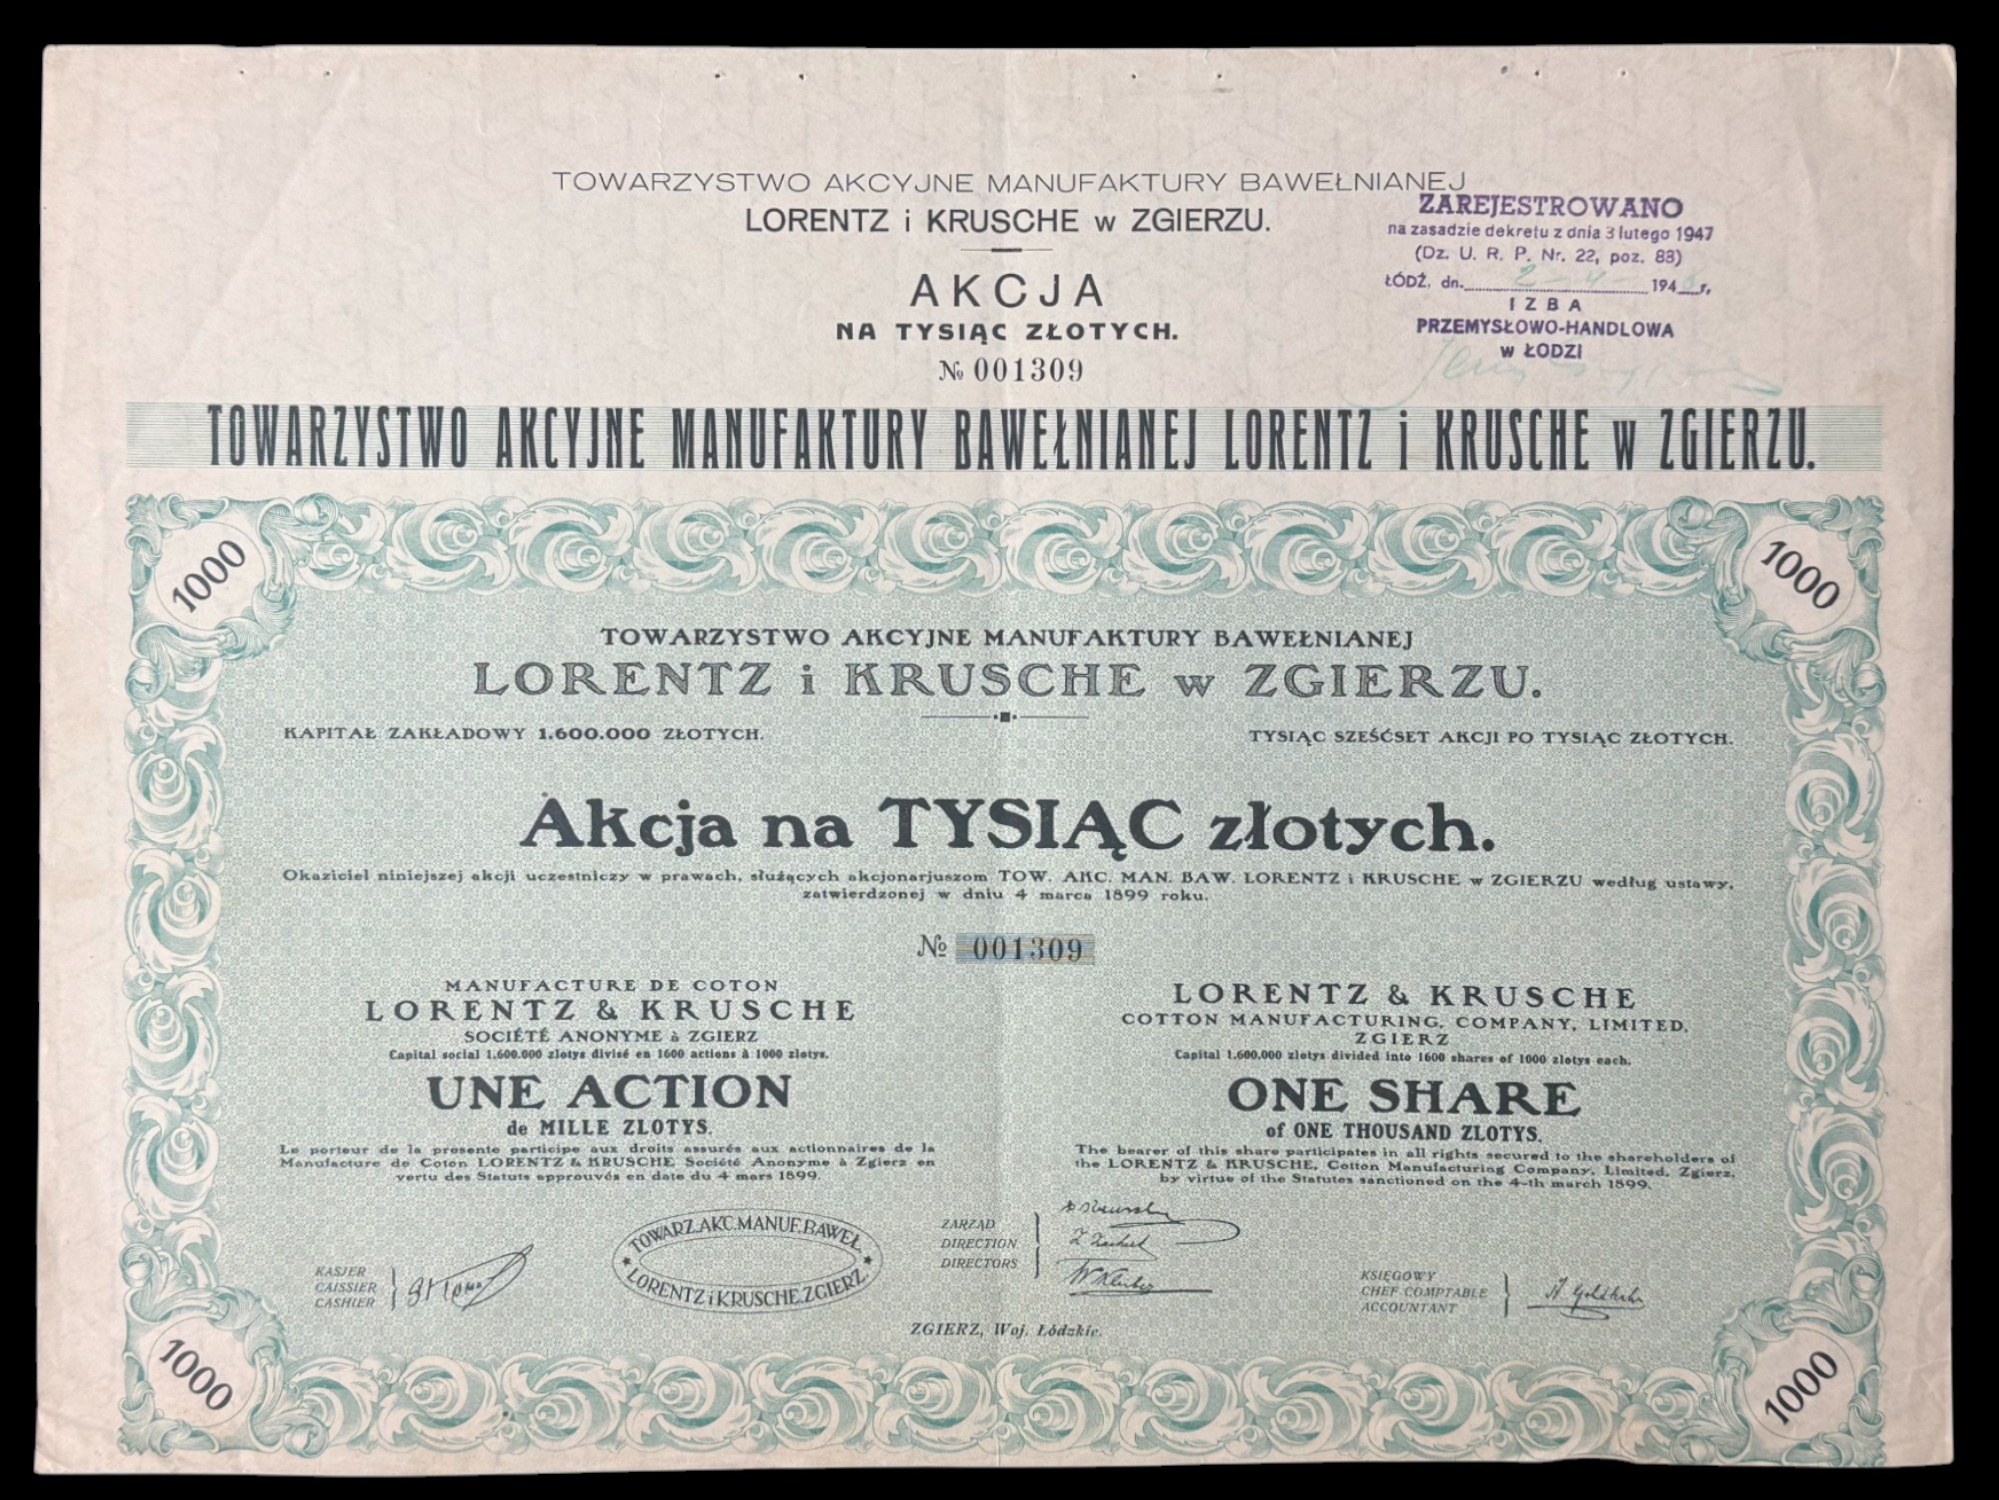 TOWARZYSTWO AKCYJNE MANUFAKTURY BAWEŁNIANEJ
LORENTZ i KRUSCHE w ZGIERZU.
AKCJA
NA TYSIĄC ZŁOTYCH.
№ 001309
ZAREJESTROWANO
na zasadzie dekretu z dnia 3 lutego 1947
(Dz. U. R. P. Nr. 22, poz. 88)
ŁÓDŹ, dn. 2-4- 194 r,
IZBA
PRZEMYSŁOWO-HANDLOWA
w ŁODZI
TOWARZYSTWO AKCYJNE MANUFAKTURY BAWEŁNIANEJ LORENTZ i KRUSCHE w ZGIERZU.
1000
1000
TOWARZYSTWO AKCYJNE MANUFAKTURY BAWEŁNIANEJ
LORENTZ i KRUSCHE w ZGIERZU.
KAPITAŁ ZAKŁADOWY 1.600.000 ZŁOTYCH.
TYSIĄC SZEŚĆSET AKCJI PO TYSIĄC ZŁOTYCH.
Akcja na TYSIĄC złotych.
Okaziciel niniejszej akcji uczestniczy w prawach, służących akcjonarjuszom TOW. AKC. MAN. BAW. LORENTZ i KRUSCHE w ZGIERZU według ustawy,
zatwierdzonej w dniu 4 marca 1899 roku.
№ 001309
MANUFACTURE DE COTON
LORENTZ & KRUSCHE
SOCIÉTÉ ANONYME à ZGIERZ
Capital social 1.600.000 zlotys divisé en 1600 actions à 1000 zlotys.
UNE ACTION
de MILLE ZLOTYS.
Le porteur de la presente participe aux droits assurés aux actionnaires de la
Manufacture de Coton LORENTZ & KRUSCHE Société Anonyme à Zgierz en
vertu des Statuts approuvés en date du 4 mars 1899.
LORENTZ & KRUSCHE
COTTON MANUFACTURING, COMPANY, LIMITED,
ZGIERZ
Capital 1.600.000 zlotys divided into 1600 shares of 1000 zlotys each.
ONE SHARE
of ONE THOUSAND ZLOTYS.
The bearer of this share participates in all rights secured to the shareholders of
the LORENTZ & KRUSCHE, Cotton Manufacturing Company, Limited, Zgierz,
by virtue of the Statutes sanctioned on the 4-th march 1899.
KASJER
CAISSIER
CASHIER
TOWARZ.AKC.MANUF.BAWEŁ.
LORENTZ i KRUSCHE.ZGIERZ.
ZARZĄD
DIRECTION
DIRECTORS
KSIĘGOWY
CHEF COMPTABLE
ACCOUNTANT
ZGIERZ, Woj. Łódzkie.
1000
1000